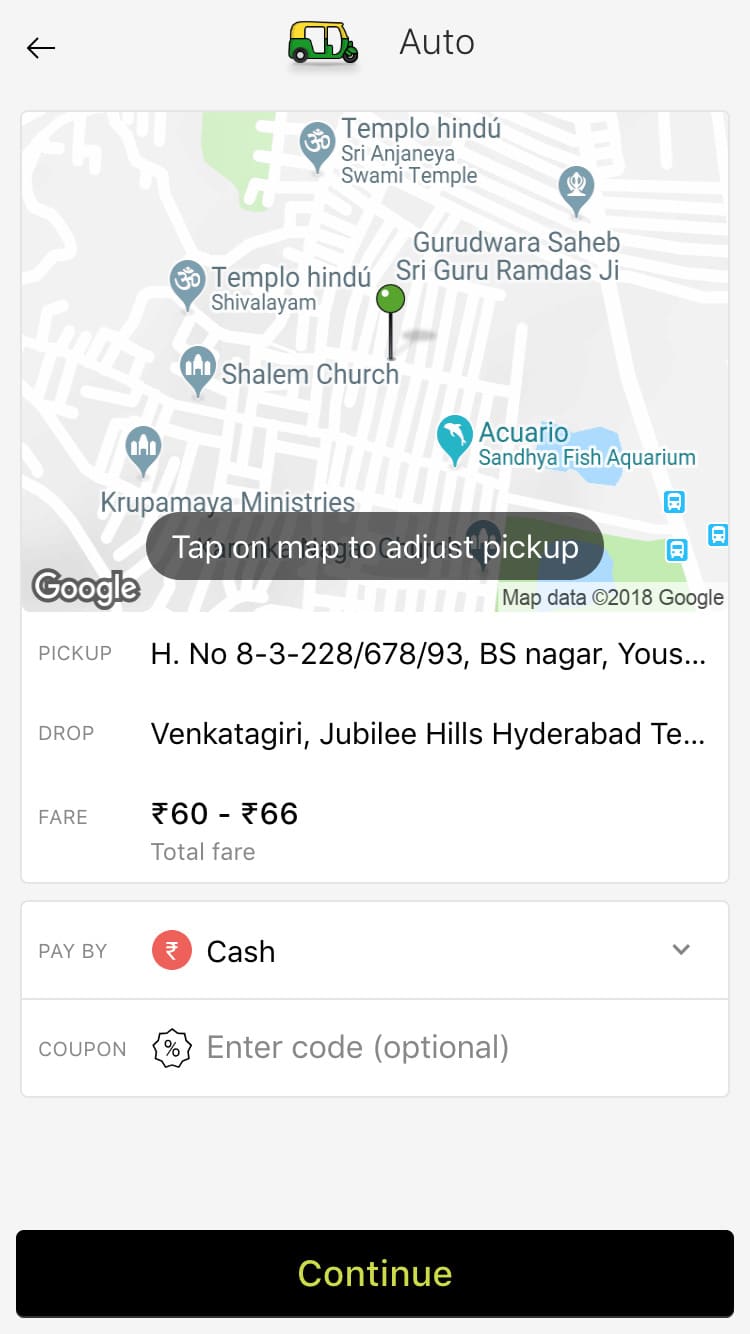 Auto
Templo hindú
Sri Anjaneya
Swami Temple
Gurudwara Saheb
Sri Guru Ramdas Ji
Templo hindú
Shivalayam
Shalem Church
Acuario
Sandhya Fish Aquarium
Krupamaya Ministries
Tap on map to adjust pickup
Google
Map data ©2018 Google
PICKUP H. No 8-3-228/678/93, BS nagar, Yous...
DROP Venkatagiri, Jubilee Hills Hyderabad Te...
FARE ₹60 - ₹66
Total fare
PAY BY ₹ Cash
COUPON % Enter code (optional)
Continue